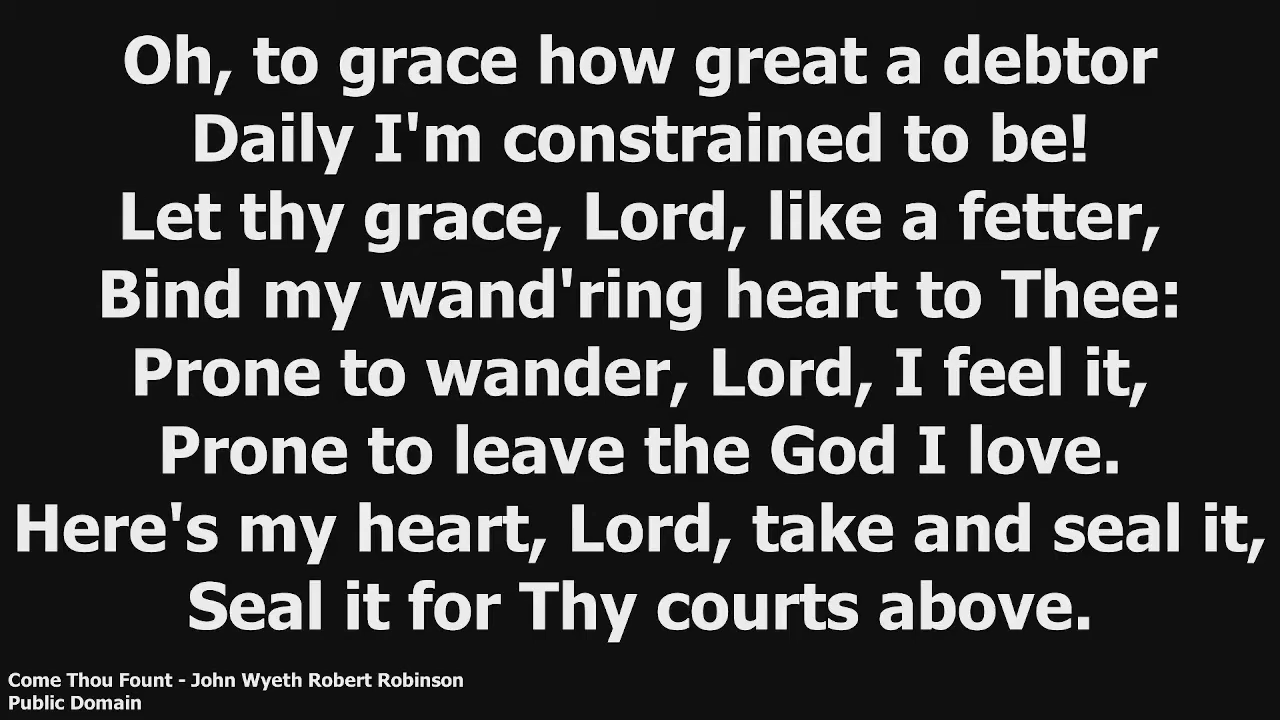 Oh, to grace how great a debtor
Daily I'm constrained to be!
Let thy grace, Lord, like a fetter,
Bind my wand'ring heart to Thee:
Prone to wander, Lord, I feel it,
Prone to leave the God I love.
Here's my heart, Lord, take and seal it,
Seal it for Thy courts above.
Come Thou Fount - John Wyeth Robert Robinson
Public Domain